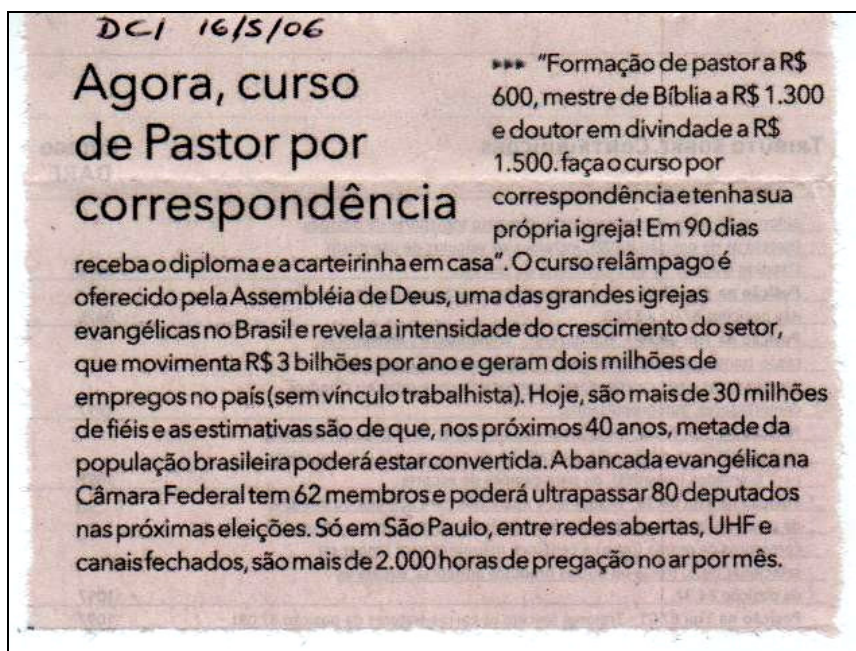 DCI 16/5/06
Agora, curso
de Pastor por
correspondência
▸▸▸ "Formação de pastor a R$
600, mestre de Bíblia a R$ 1.300
e doutor em divindade a R$
1.500.faça o curso por
correspondência e tenha sua
própria igreja! Em 90 dias
receba o diploma e a carteirinha em casa". O curso relâmpago é
oferecido pela Assembléia de Deus, uma das grandes igrejas
evangélicas no Brasil e revela a intensidade do crescimento do setor,
que movimenta R$ 3 bilhões por ano e geram dois milhões de
empregos no país (sem vínculo trabalhista). Hoje, são mais de 30 milhões
de fiéis e as estimativas são de que, nos próximos 40 anos, metade da
população brasileira poderá estar convertida. A bancada evangélica na
Câmara Federal tem 62 membros e poderá ultrapassar 80 deputados
nas próximas eleições. Só em São Paulo, entre redes abertas, UHF e
canais fechados, são mais de 2.000 horas de pregação no ar por mês.